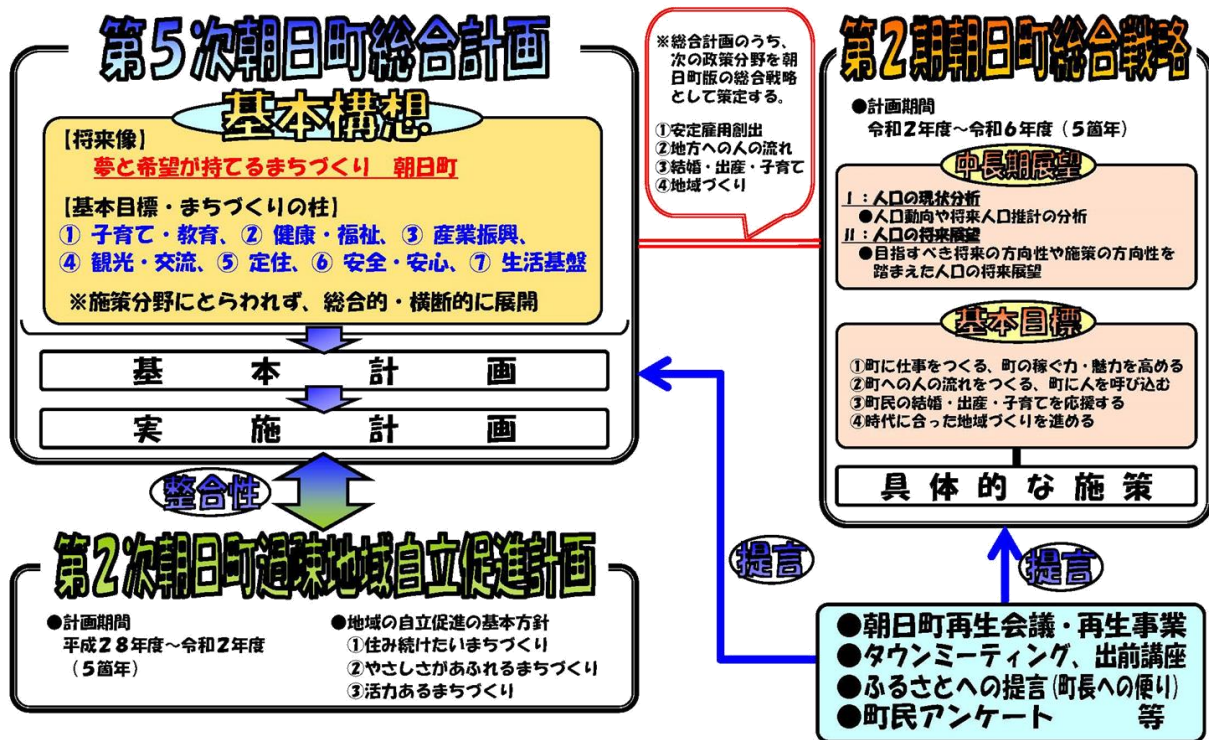 第5次朝日町総合計画
基本構想
【将来像】
夢と希望が持てるまちづくり 朝日町
【基本目標・まちづくりの柱】
① 子育て・教育、② 健康・福祉、③ 産業振興、
④ 観光・交流、⑤ 定住、⑥ 安全・安心、⑦ 生活基盤
※施策分野にとらわれず、総合的・横断的に展開
基本計画
実施計画
整合性
第2次朝日町過疎地域自立促進計画
●計画期間
平成28年度～令和2年度
(5箇年)
●地域の自立促進の基本方針
①住み続けたいまちづくり
②やさしさがあふれるまちづくり
③活力あるまちづくり
※総合計画のうち、
次の政策分野を朝
日町版の総合戦略
として策定する。
①安定雇用創出
②地方への人の流れ
③結婚・出産・子育て
④地域づくり
第2期朝日町総合戦略
●計画期間
令和2年度～令和6年度(5箇年)
中長期展望
Ⅰ:人口の現状分析
●人口動向や将来人口推計の分析
Ⅱ:人口の将来展望
●目指すべき将来の方向性や施策の方向性を
踏まえた人口の将来展望
基本目標
①町に仕事をつくる、町の稼ぐ力・魅力を高める
②町への人の流れをつくる、町に人を呼び込む
③町民の結婚・出産・子育てを応援する
④時代に合った地域づくりを進める
具体的な施策
提言
提言
●朝日町再生会議・再生事業
●タウンミーティング、出前講座
●ふるさとへの提言(町長への便り)
●町民アンケート 等